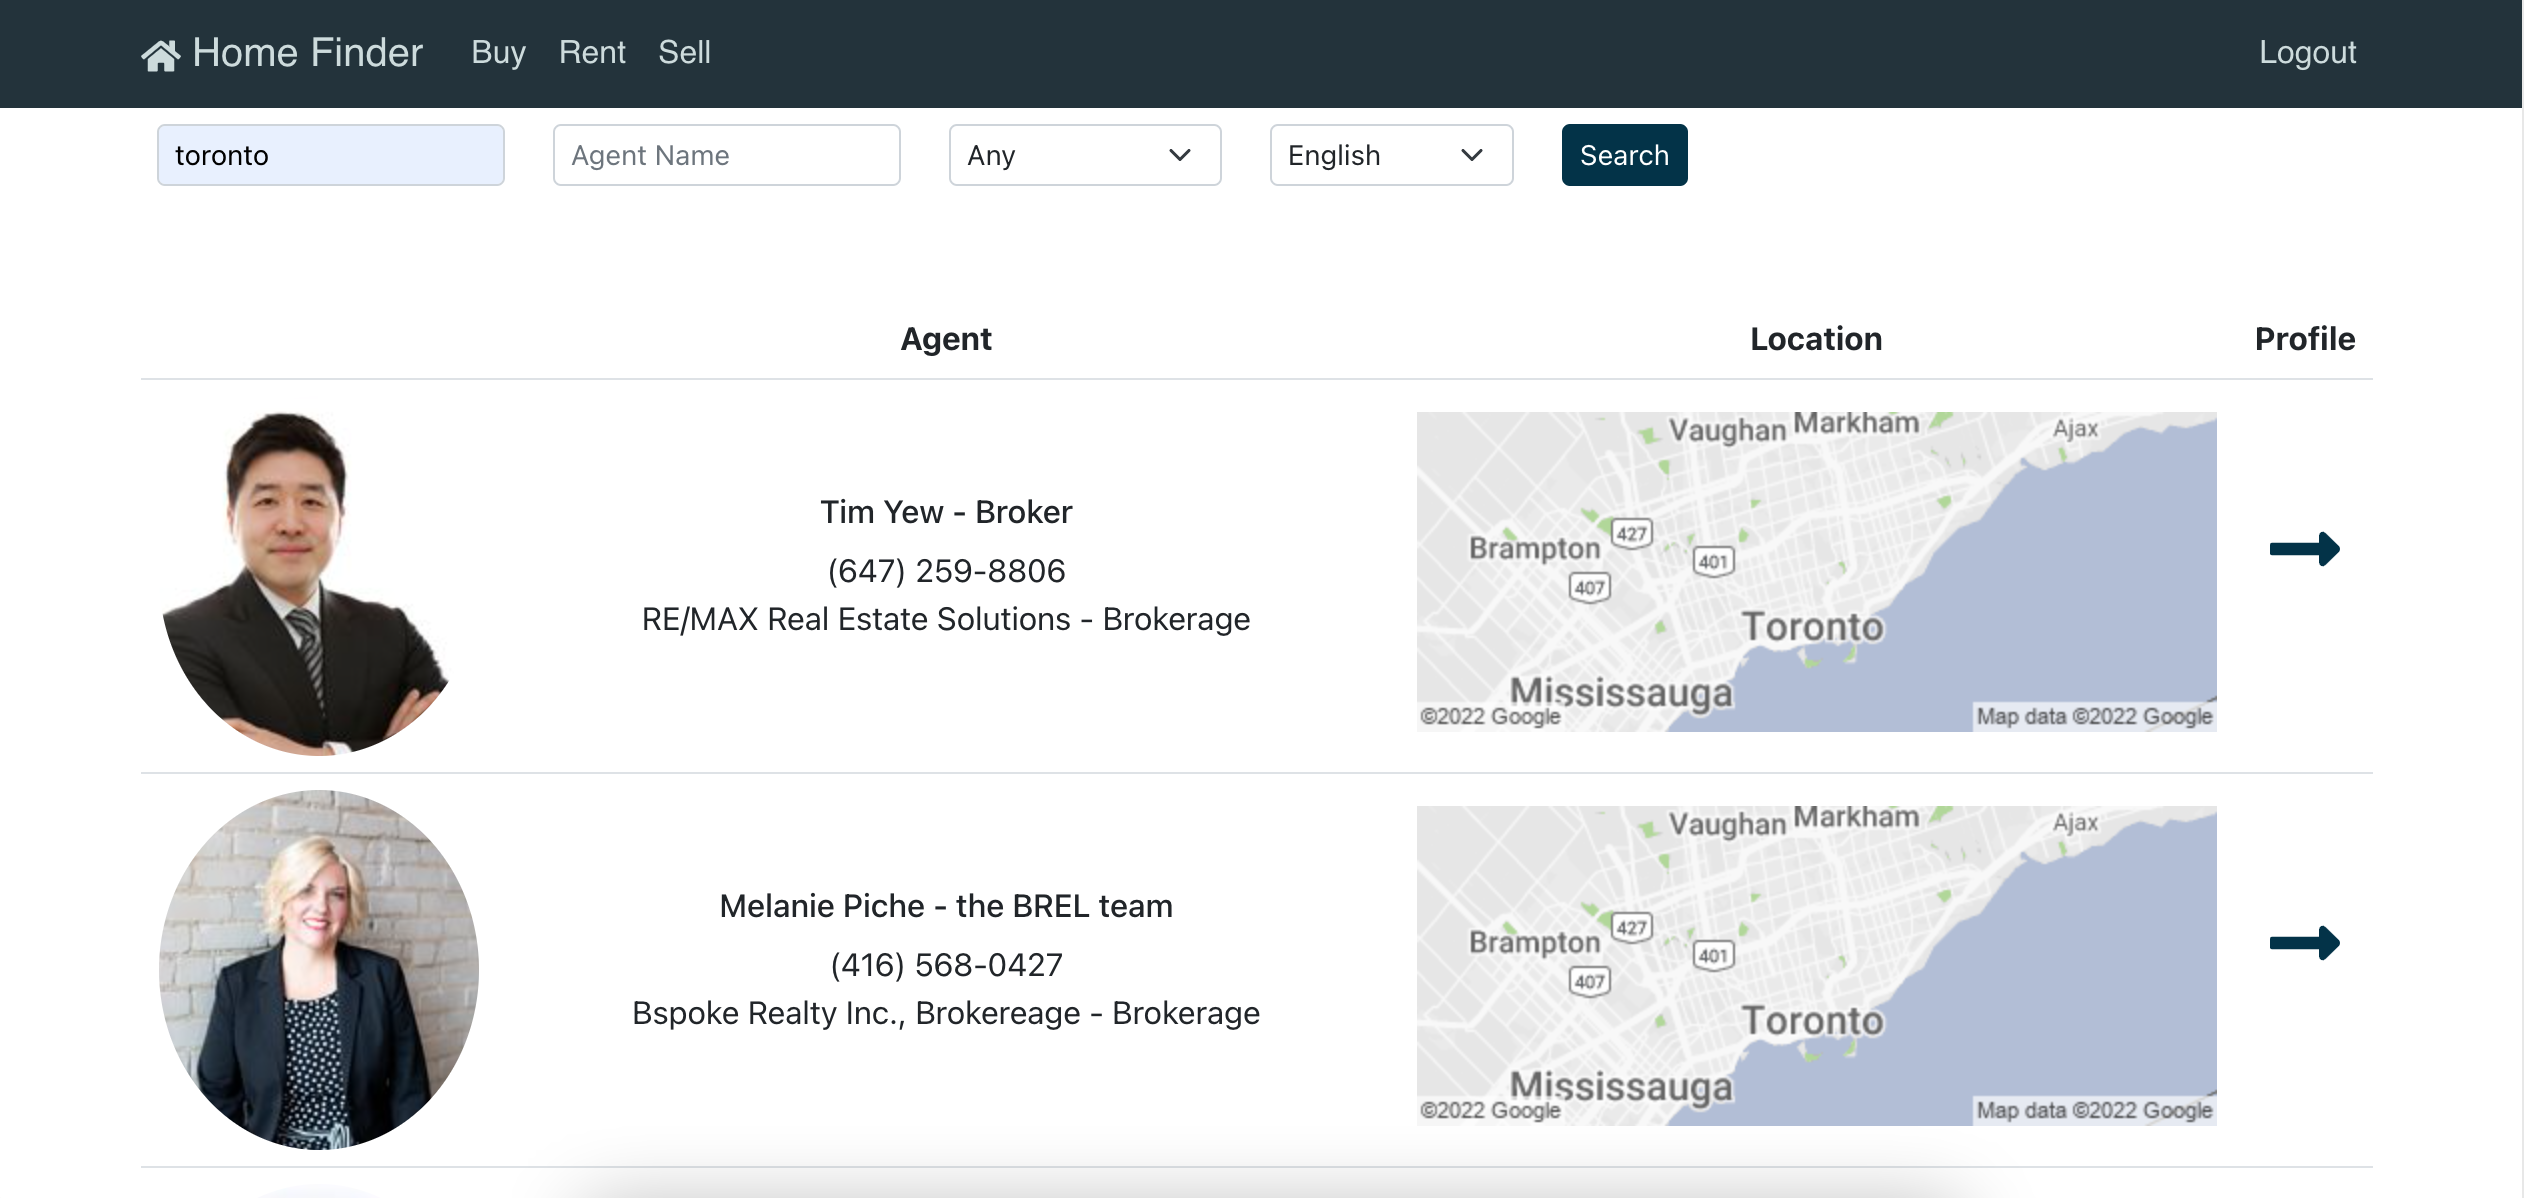 Home Finder Buy Rent Sell Logout
toronto Agent Name Any English Search
Agent Location Profile
Tim Yew - Broker
(647) 259-8806
RE/MAX Real Estate Solutions - Brokerage
Vaughan Markham Ajax
Brampton 427
401
407
Toronto
Mississauga
©2022 Google Map data ©2022 Google
Melanie Piche - the BREL team
(416) 568-0427
Bspoke Realty Inc., Brokereage - Brokerage
Vaughan Markham Ajax
Brampton 427
401
407
Toronto
Mississauga
©2022 Google Map data ©2022 Google